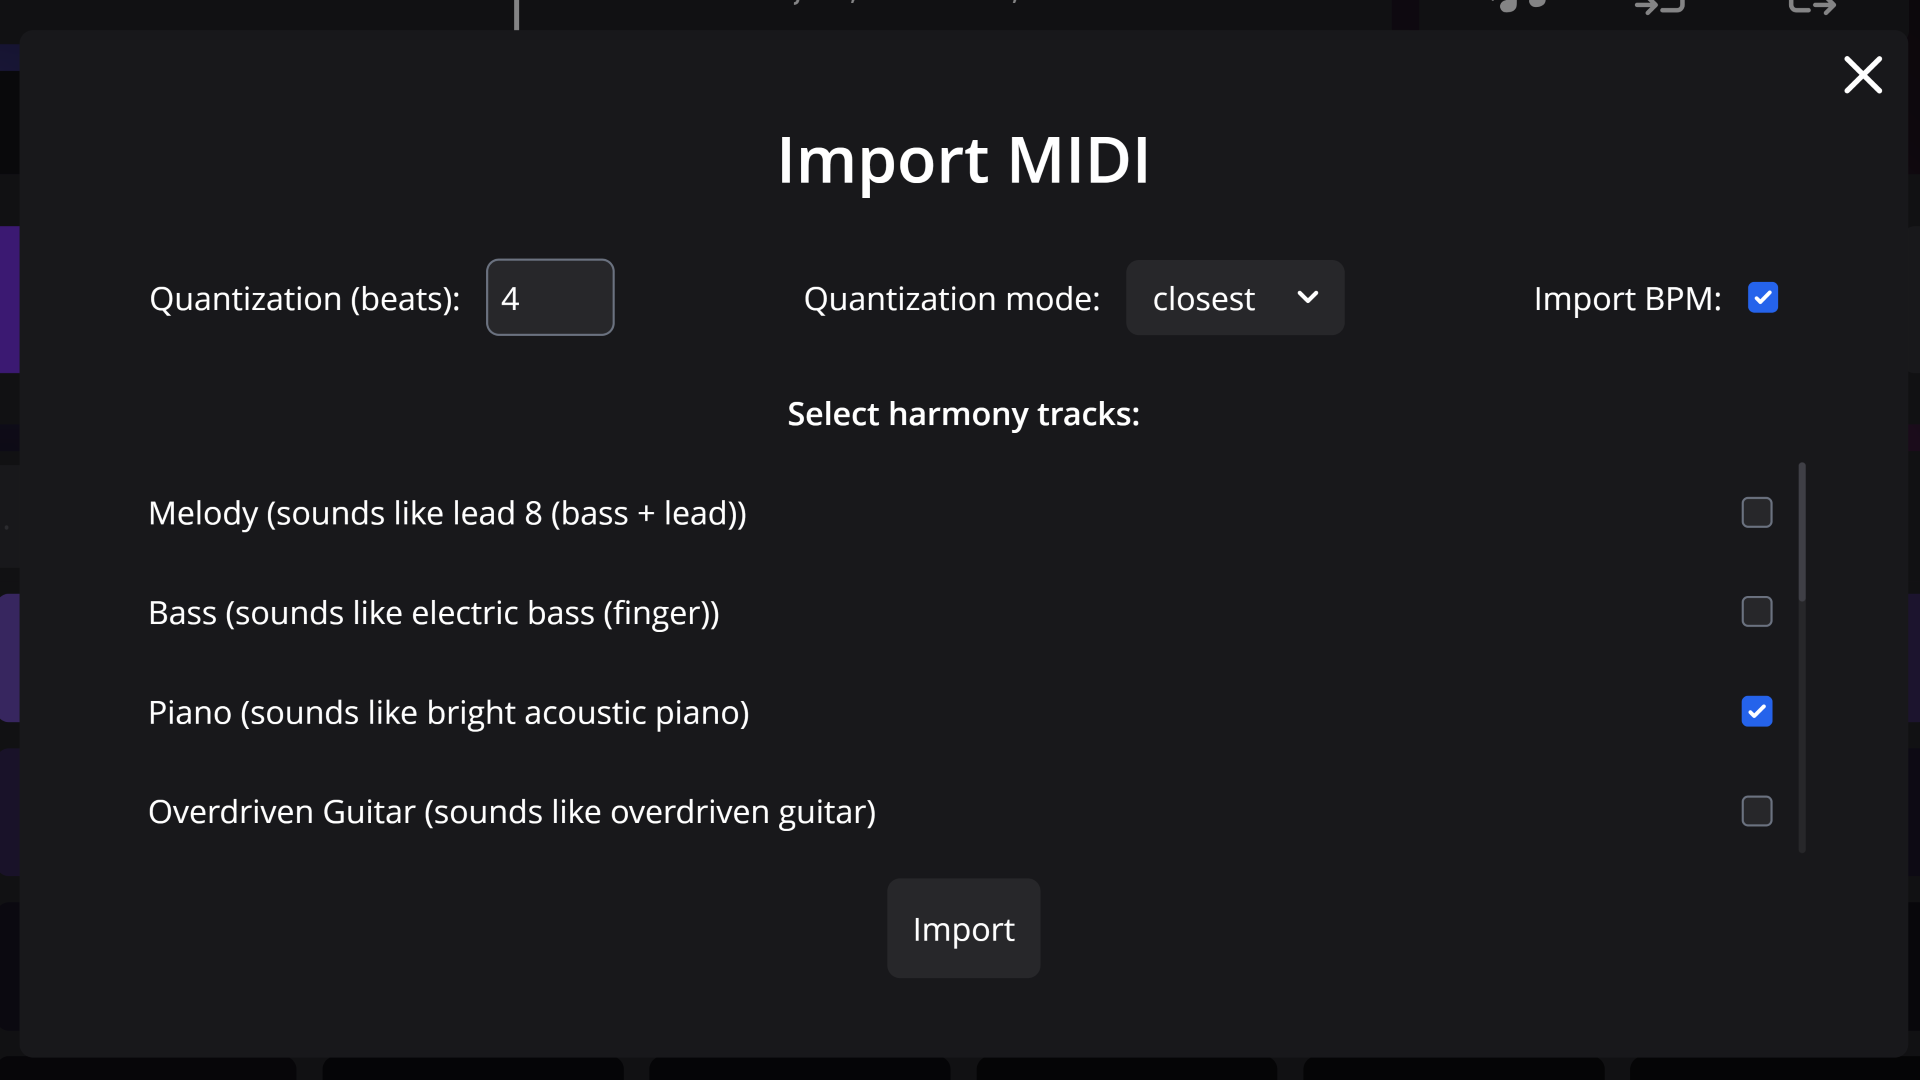 Import MIDI
Quantization (beats): 4 Quantization mode: closest Import BPM:
Select harmony tracks:
Melody (sounds like lead 8 (bass + lead))
Bass (sounds like electric bass (finger))
Piano (sounds like bright acoustic piano)
Overdriven Guitar (sounds like overdriven guitar)
Import